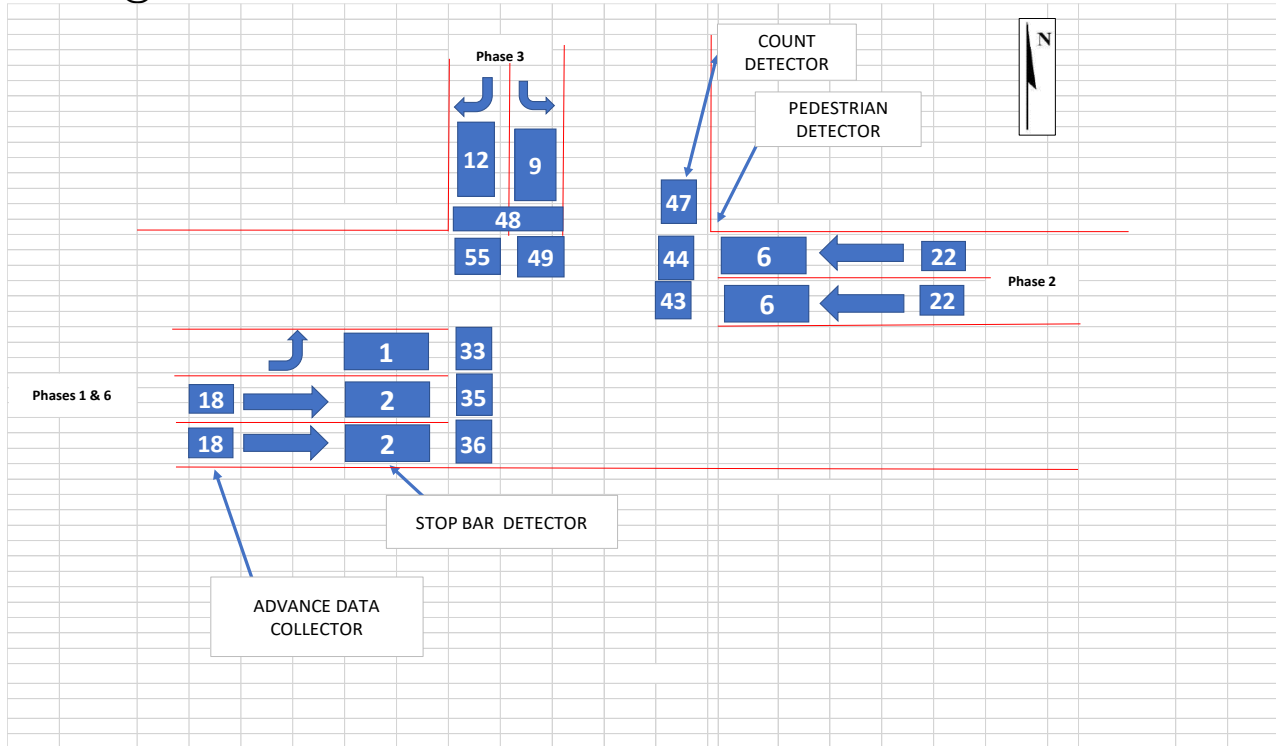 COUNT
DETECTOR
N
Phase 3
PEDESTRIAN
DETECTOR
12
9
47
48
55
49
44
6
22
Phase 2
43
6
22
1
33
Phases 1 & 6
18
2
35
18
2
36
STOP BAR DETECTOR
ADVANCE DATA
COLLECTOR